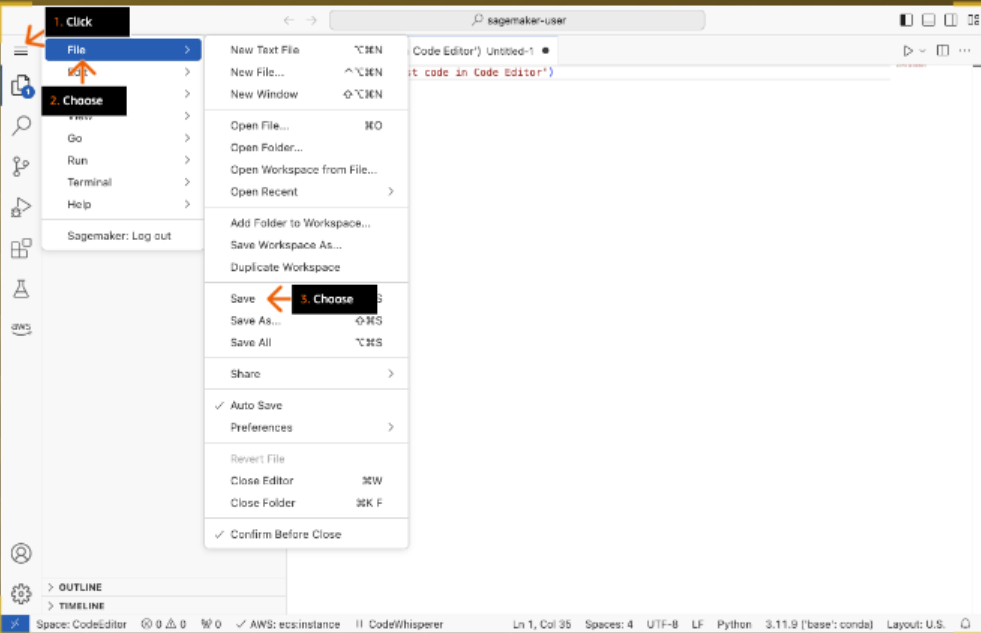 1. Click
sagemaker-user
File
New Text File ⌥⌘N
Code Editor') Untitled-1
New File... ⌃⌥⌘N
st code in Code Editor')
2. Choose
New Window ⇧⌥⌘N
View
Go
Open File... ⌘O
Open Folder...
Run
Open Workspace from File...
Terminal
Open Recent
Help
Add Folder to Workspace...
Sagemaker: Log out
Save Workspace As...
Duplicate Workspace
Save
3. Choose
S
Save As... ⇧⌘S
aws
Save All ⌥⌘S
Share
Auto Save
Preferences
Revert File
Close Editor ⌘W
Close Folder ⌘K F
Confirm Before Close
OUTLINE
TIMELINE
Space: CodeEditor 0 0 0 AWS: ecs:instance CodeWhisperer Ln 1, Col 35 Spaces: 4 UTF-8 LF Python 3.11.9 ('base': conda) Layout: U.S.